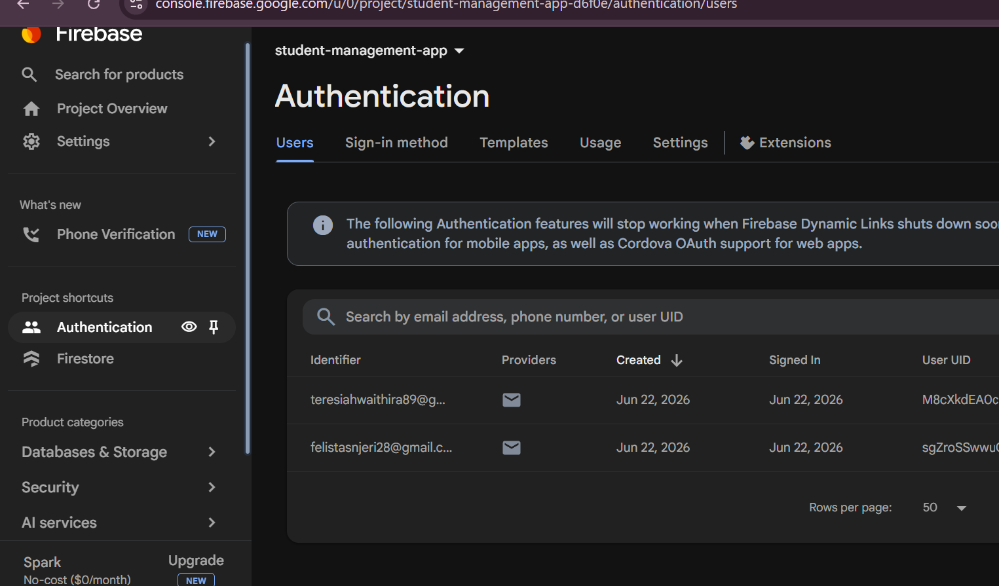 console.firebase.google.com/u/0/project/student-management-app-d6f0e/authentication/users
Firebase
Search for products
Project Overview
Settings
What's new
Phone Verification NEW
Project shortcuts
Authentication
Firestore
Product categories
Databases & Storage
Security
AI services
Spark
No-cost ($0/month)
Upgrade
NEW
student-management-app
Authentication
Users Sign-in method Templates Usage Settings Extensions
The following Authentication features will stop working when Firebase Dynamic Links shuts down soo
authentication for mobile apps, as well as Cordova OAuth support for web apps.
Search by email address, phone number, or user UID
Identifier Providers Created Signed In User UID
teresiahwaithira89@g... Jun 22, 2026 Jun 22, 2026 M8cXkdEA0c
felistasnjeri28@gmail.c... Jun 22, 2026 Jun 22, 2026 sgZroSSwwu
Rows per page: 50